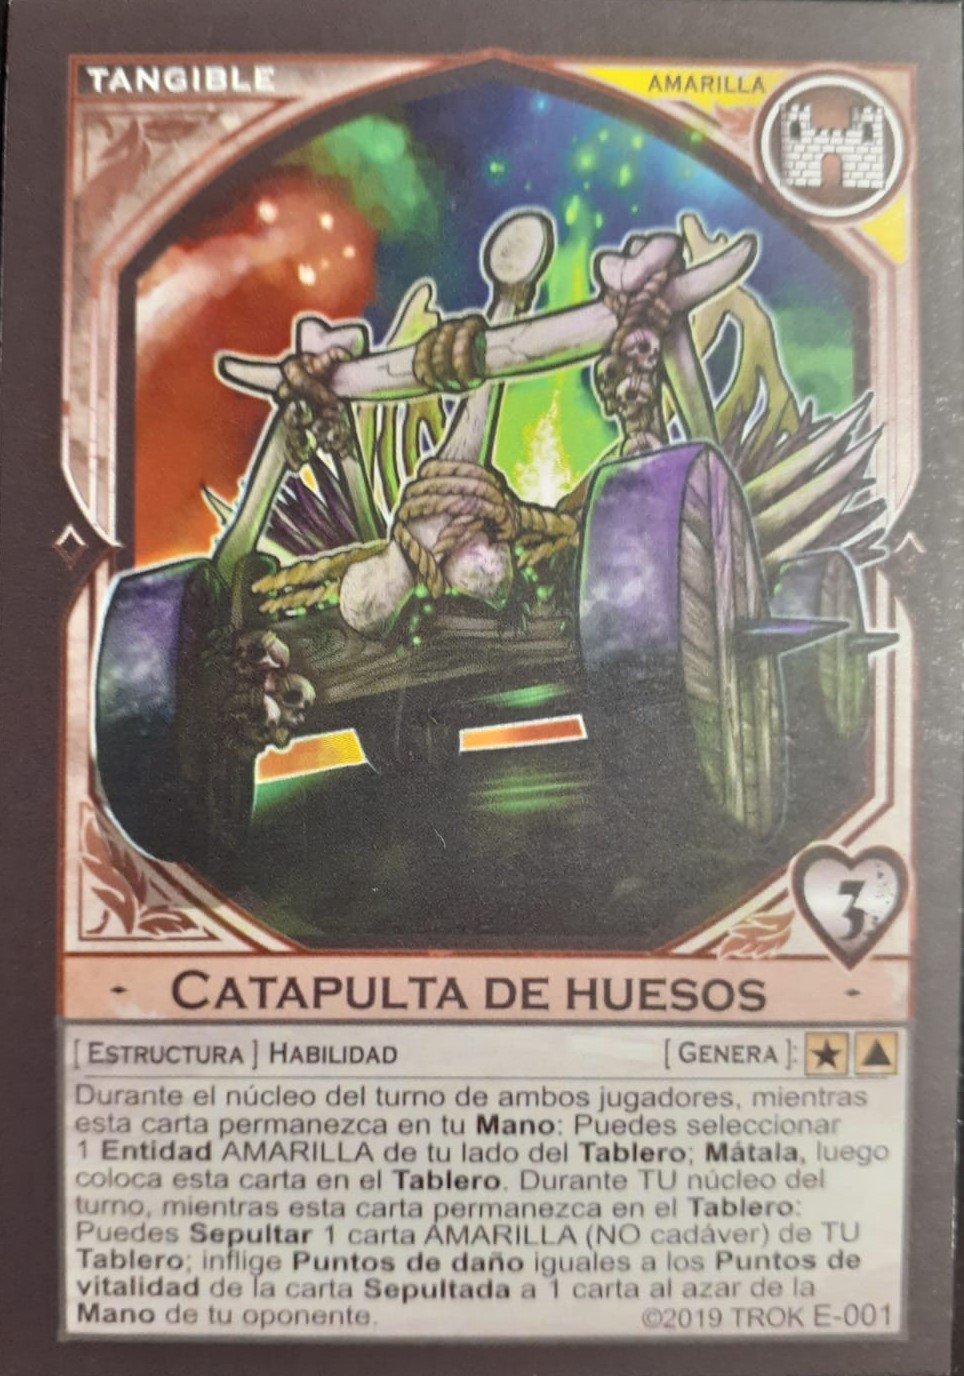 TANGIBLE
AMARILLA
3
CATAPULTA DE HUESOS
[ESTRUCTURA] HABILIDAD
[GENERA]:
Durante el núcleo del turno de ambos jugadores, mientras
esta carta permanezca en tu Mano: Puedes seleccionar
1 Entidad AMARILLA de tu lado del Tablero; Mátala, luego
coloca esta carta en el Tablero. Durante TU núcleo del
turno, mientras esta carta permanezca en el Tablero:
Puedes Sepultar 1 carta AMARILLA (NO cadáver) de TU
Tablero; inflige Puntos de daño iguales a los Puntos de
vitalidad de la carta Sepultada a 1 carta al azar de la
Mano de tu oponente.
©2019 TROK E-001